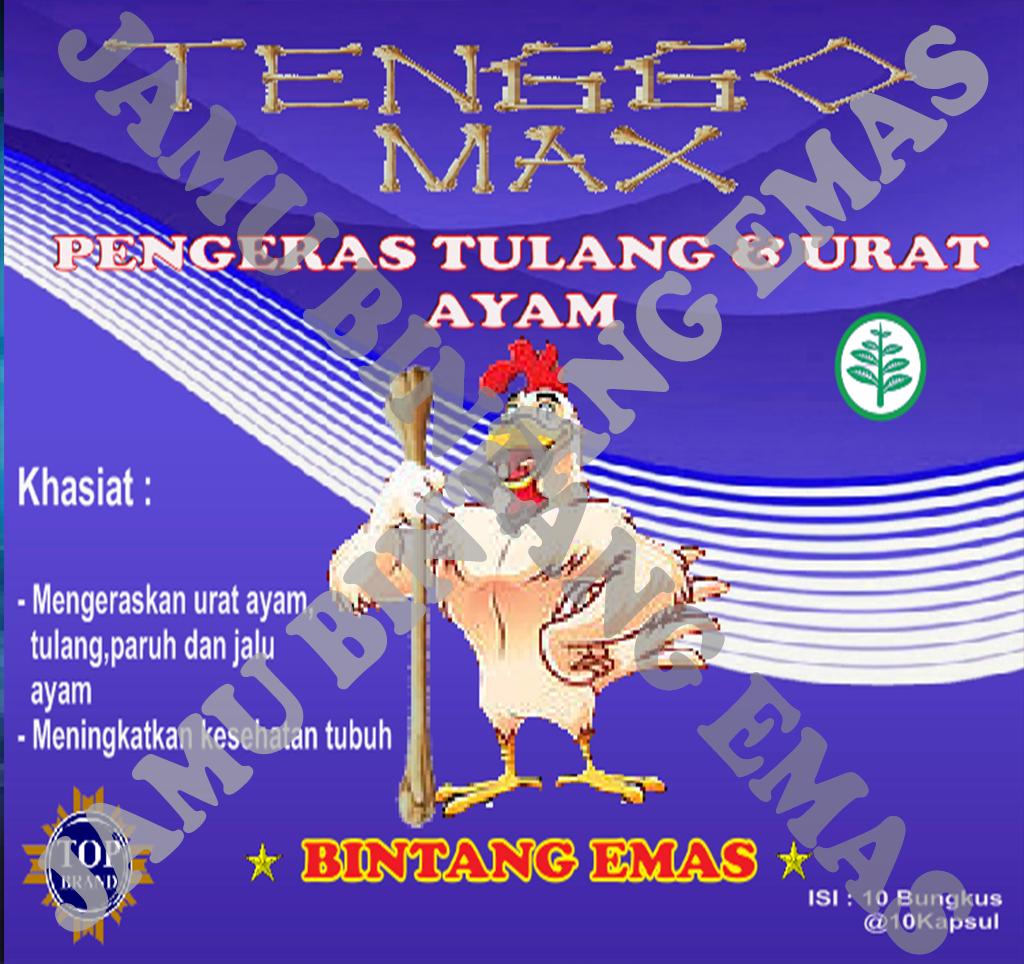 TENGGO
MAX
PENGERAS TULANG & URAT
AYAM
Khasiat :
- Mengeraskan urat ayam,
tulang,paruh dan jalu
ayam
- Meningkatkan kesehatan tubuh
TOP
BRAND
BINTANG EMAS
ISI : 10 Bungkus
@10Kapsul
JAMU BINTANG EMAS
JAMU BINTANG EMAS